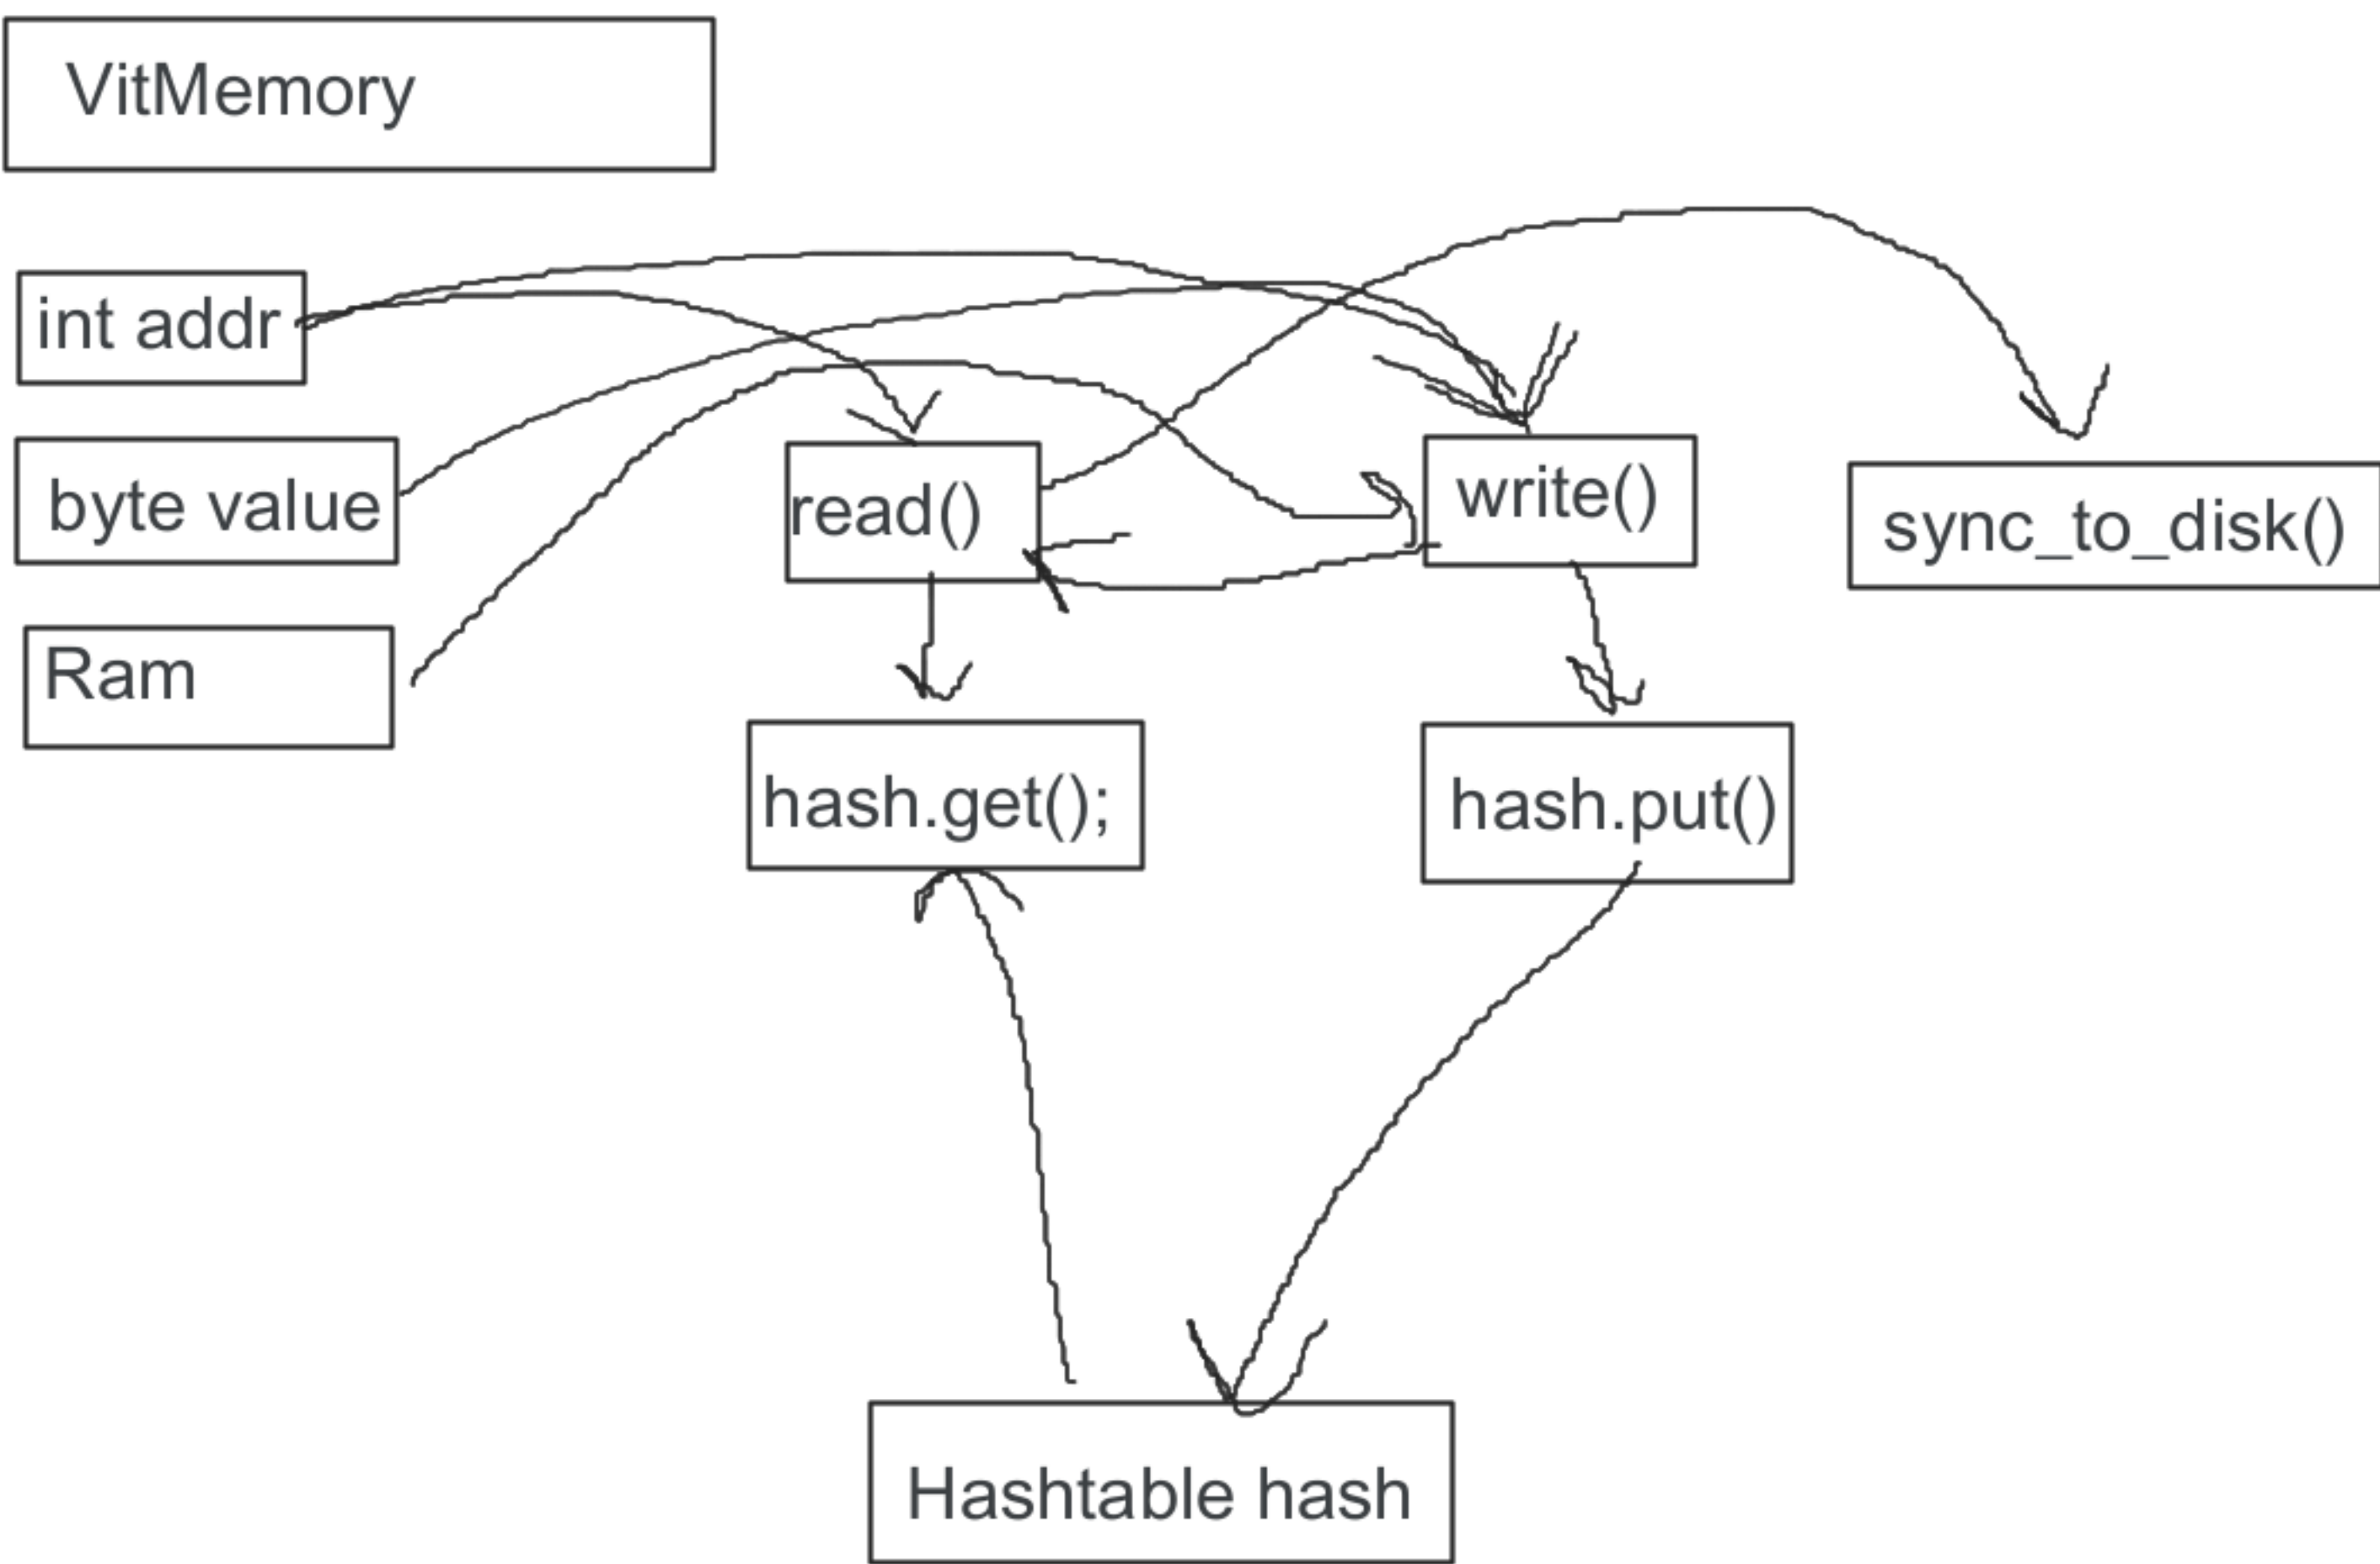 VitMemory
int addr
byte value
Ram
read()
write()
sync_to_disk()
hash.get();
hash.put()
Hashtable hash